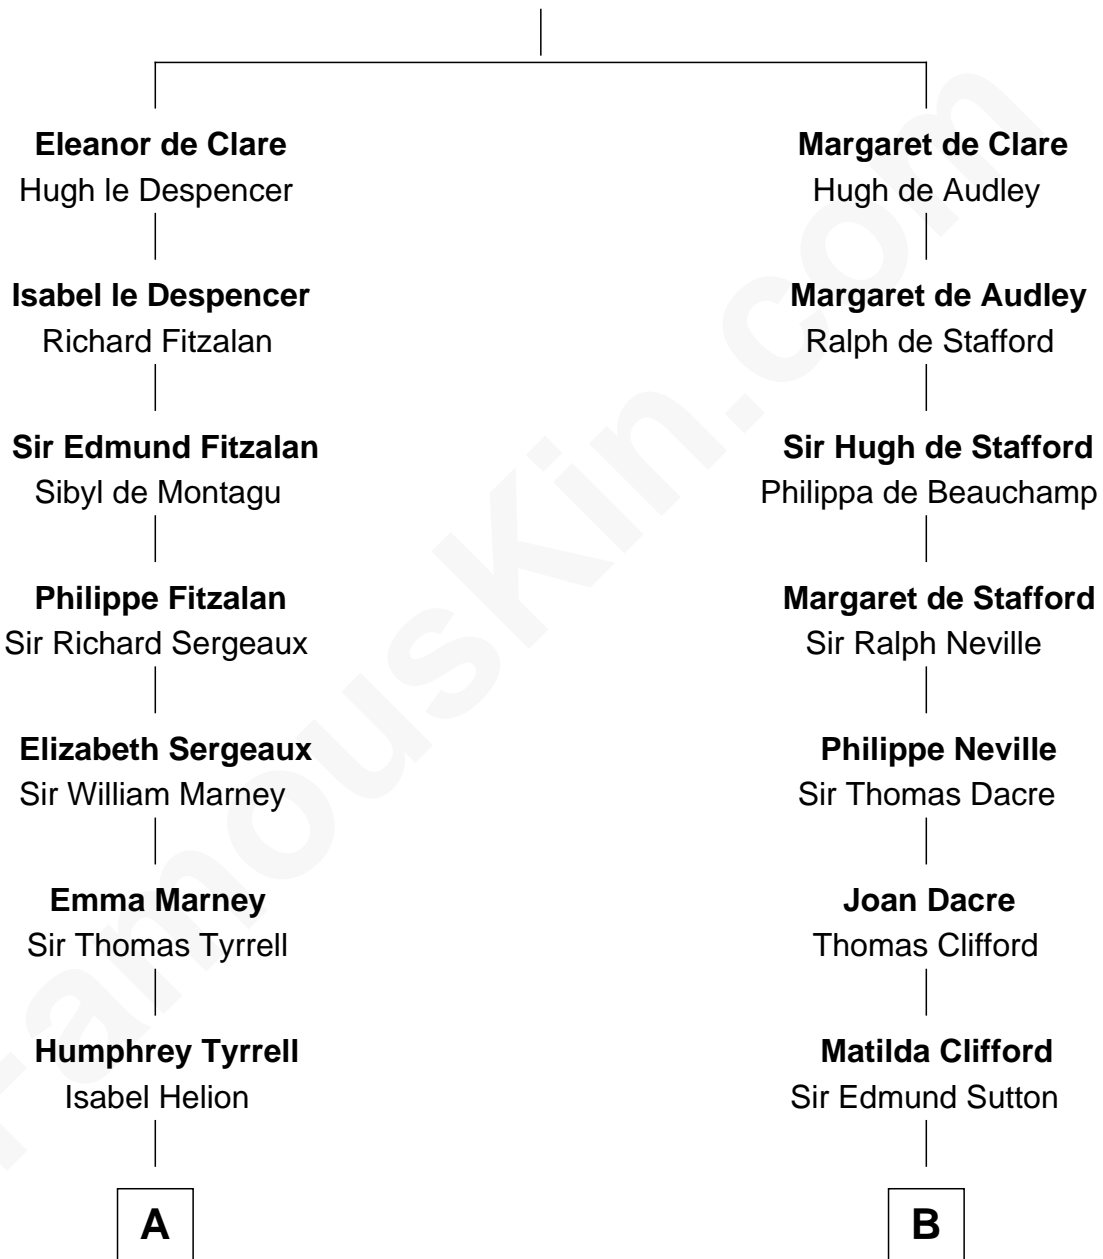 Eleanor de Clare
Hugh le Despencer
Margaret de Clare
Hugh de Audley
Isabel le Despencer
Richard Fitzalan
Margaret de Audley
Ralph de Stafford
Sir Edmund Fitzalan
Sibyl de Montagu
Sir Hugh de Stafford
Philippa de Beauchamp
Philippe Fitzalan
Sir Richard Sergeaux
Margaret de Stafford
Sir Ralph Neville
Elizabeth Sergeaux
Sir William Marney
Philippe Neville
Sir Thomas Dacre
Emma Marney
Sir Thomas Tyrrell
Joan Dacre
Thomas Clifford
Humphrey Tyrrell
Isabel Helion
Matilda Clifford
Sir Edmund Sutton
A
B
FamousKin.com